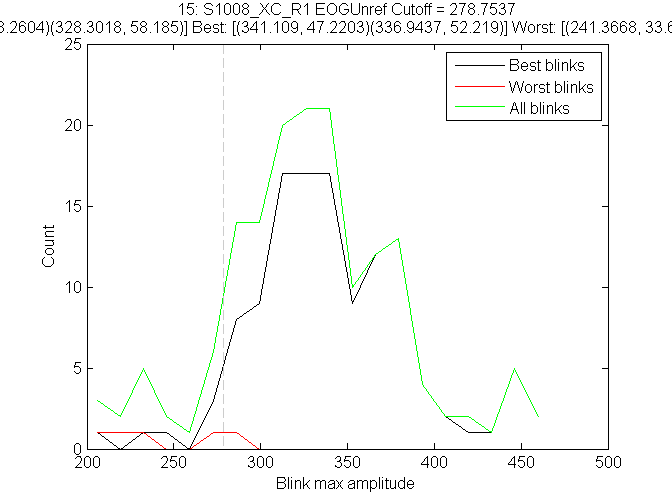 15: S1008_XC_R1 EOGUnref Cutoff = 278.7537
.2604)(328.3018, 58.185)] Best: [(341.109, 47.2203)(336.9437, 52.219)] Worst: [(241.3668, 33.6
Best blinks
Worst blinks
All blinks
25
20
15
10
5
0
Count
200 250 300 350 400 450 500
Blink max amplitude